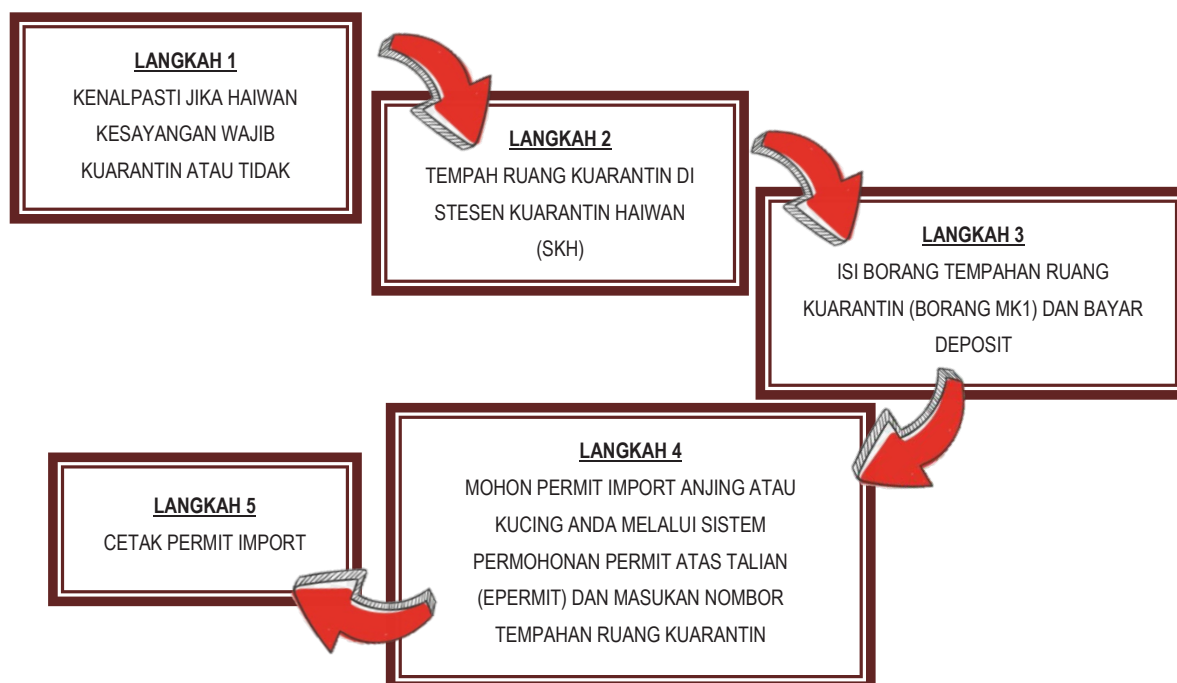 LANGKAH 1
KENALPASTI JIKA HAIWAN
KESAYANGAN WAJIB
KUARANTIN ATAU TIDAK
LANGKAH 2
TEMPAH RUANG KUARANTIN DI
STESEN KUARANTIN HAIWAN
(SKH)
LANGKAH 3
ISI BORANG TEMPAHAN RUANG
KUARANTIN (BORANG MK1) DAN BAYAR
DEPOSIT
LANGKAH 4
MOHON PERMIT IMPORT ANJING ATAU
KUCING ANDA MELALUI SISTEM
PERMOHONAN PERMIT ATAS TALIAN
(EPERMIT) DAN MASUKAN NOMBOR
TEMPAHAN RUANG KUARANTIN
LANGKAH 5
CETAK PERMIT IMPORT